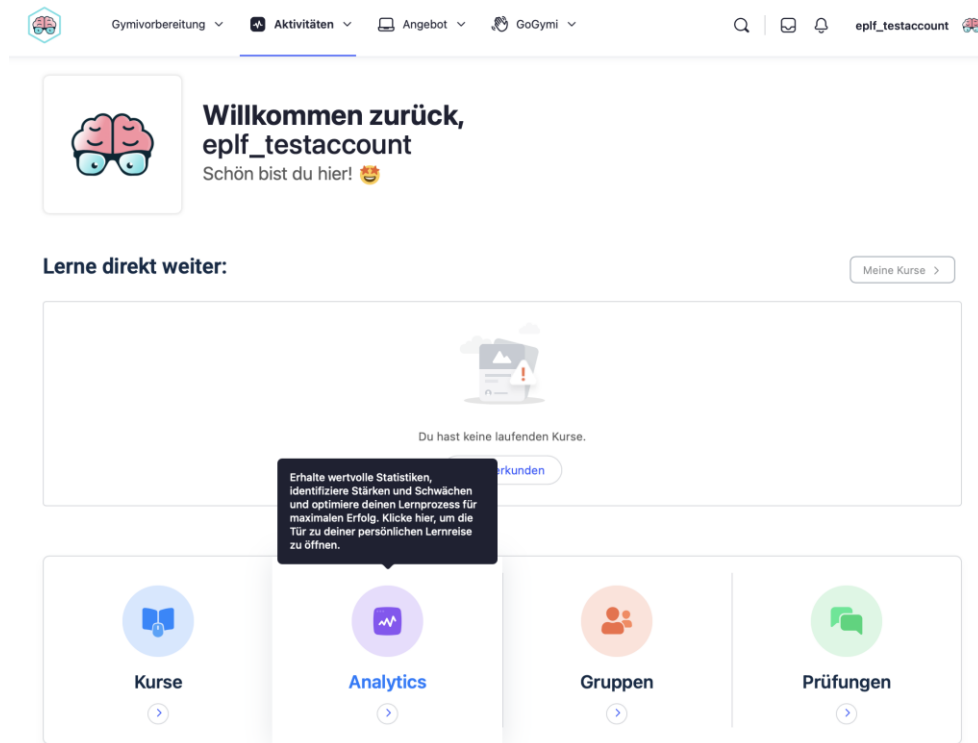 Gymivorbereitung Aktivitäten Angebot GoGymi eplf_testaccount
Willkommen zurück,
eplf_testaccount
Schön bist du hier!
Lerne direkt weiter:
Meine Kurse
Du hast keine laufenden Kurse.
Erhalte wertvolle Statistiken,
identifiziere Stärken und Schwächen
und optimiere deinen Lernprozess für
maximalen Erfolg. Klicke hier, um die
Tür zu deiner persönlichen Lernreise
zu öffnen.
Kurse Analytics Gruppen Prüfungen